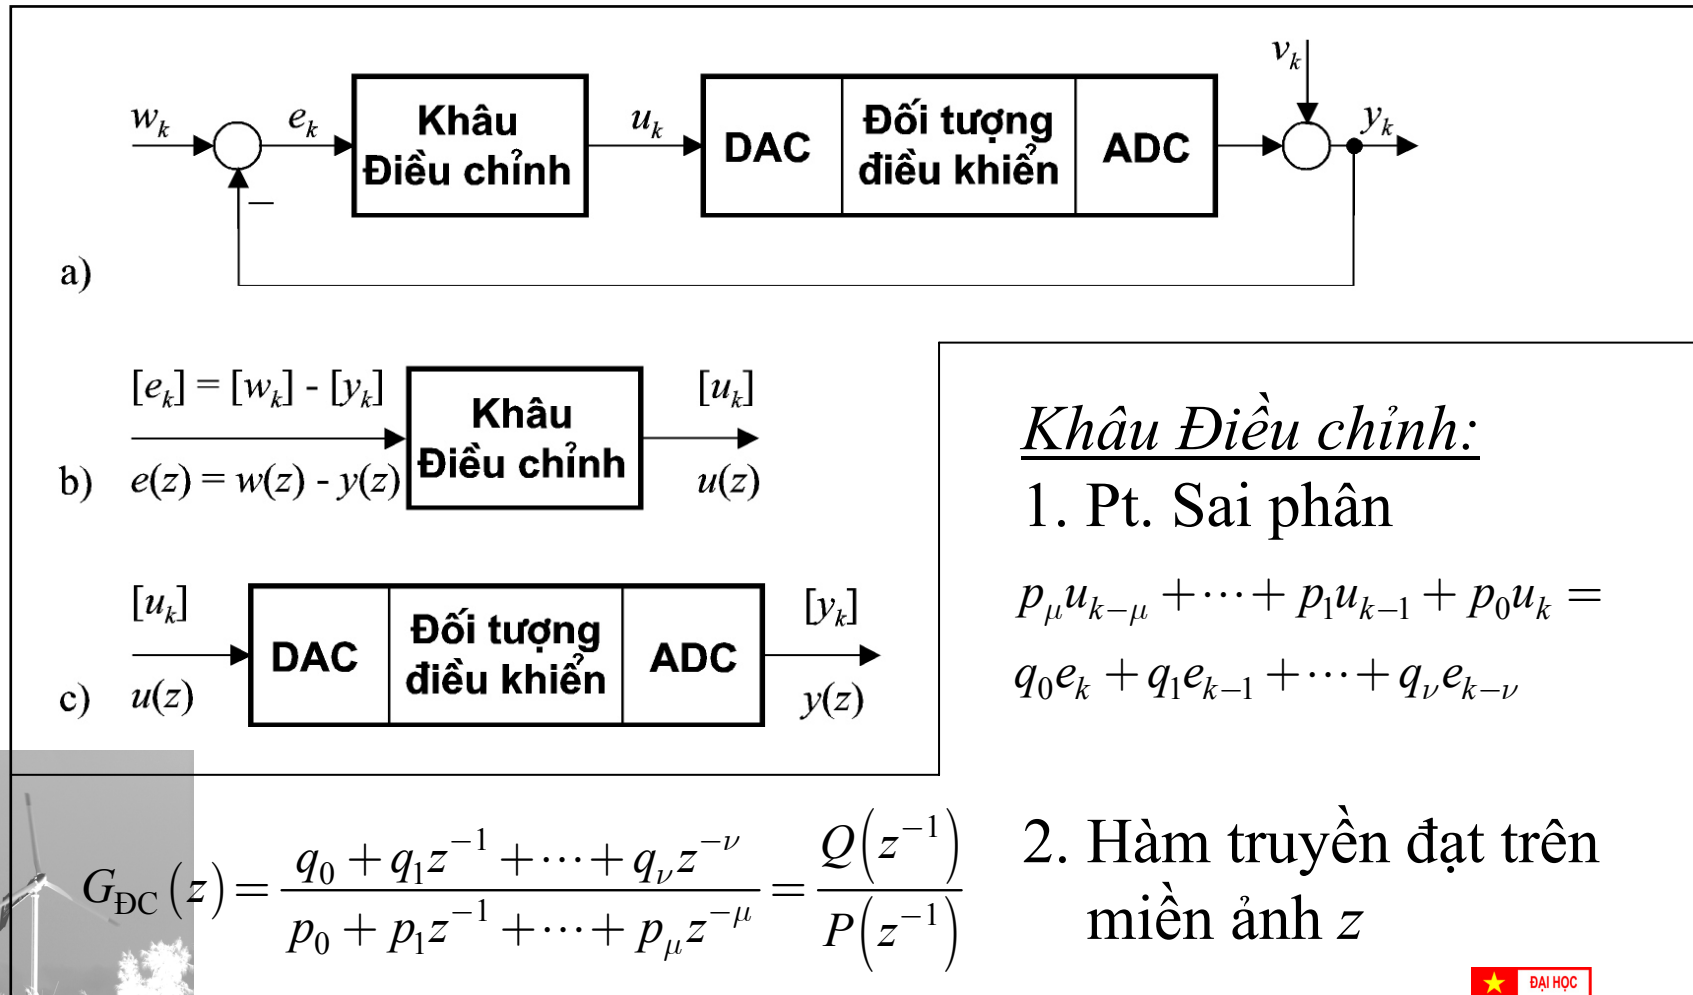 v_k
w_k
e_k
Khâu
Điều chỉnh
u_k
DAC
Đối tượng
điều khiển
ADC
y_k
–
a)
[e_k] = [w_k] - [y_k]
Khâu
Điều chỉnh
[u_k]
b)
e(z) = w(z) - y(z)
u(z)
[u_k]
DAC
Đối tượng
điều khiển
ADC
[y_k]
c)
u(z)
y(z)
Khâu Điều chỉnh:
1. Pt. Sai phân
p_μ u_{k−μ} + ⋯ + p_1 u_{k−1} + p_0 u_k =
q_0 e_k + q_1 e_{k−1} + ⋯ + q_ν e_{k−ν}
2. Hàm truyền đạt trên
miền ảnh z
G_ĐC(z) = (q_0 + q_1 z^{−1} + ⋯ + q_ν z^{−ν}) / (p_0 + p_1 z^{−1} + ⋯ + p_μ z^{−μ}) = Q(z^{−1}) / P(z^{−1})
ĐẠI HỌC